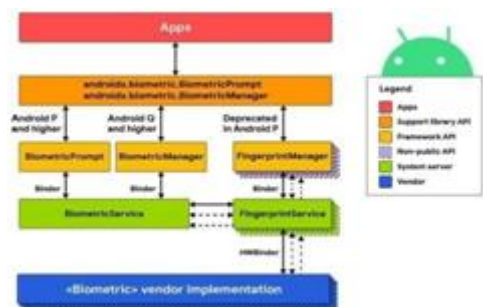 Apps
androidx.biometric.BiometricPrompt
androidx.biometric.BiometricManager
Android P
and higher
Android Q
and higher
Deprecated
in Android P
BiometricPrompt
BiometricManager
FingerprintManager
Binder
Binder
Binder
BiometricService
FingerprintService
HWBinder
«Biometric» vendor implementation
Legend
Apps
Support library API
Framework API
Non-public API
System server
Vendor